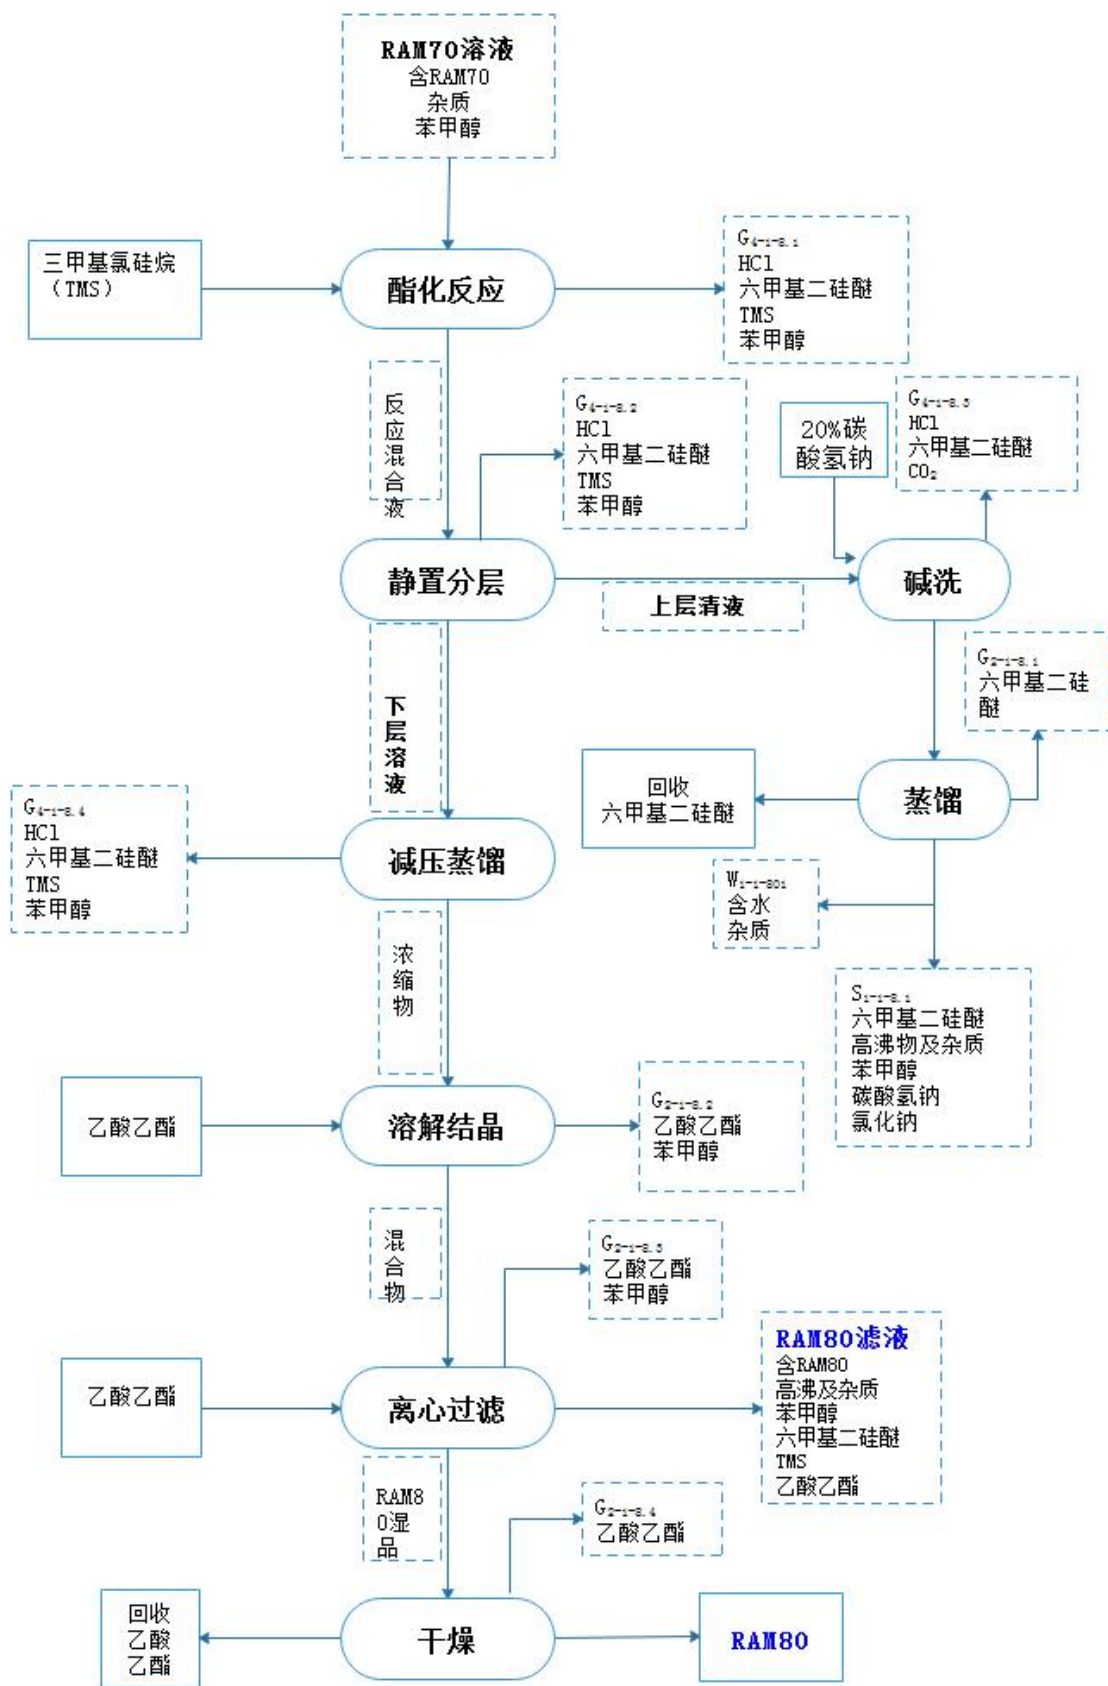 RAM70溶液
含RAM70
杂质
苯甲醇
三甲基氯硅烷
（TMS）
酯化反应
G₄₋₁₋₈.₁
HCl
六甲基二硅醚
TMS
苯甲醇
反
应
混
合
液
G₄₋₁₋₈.₂
HCl
六甲基二硅醚
TMS
苯甲醇
20%碳
酸氢钠
G₄₋₁₋₈.₃
HCl
六甲基二硅醚
CO₂
静置分层
上层清液
碱洗
下
层
溶
液
G₂₋₁₋₈.₁
六甲基二硅
醚
回收
六甲基二硅醚
蒸馏
G₄₋₁₋₈.₄
HCl
六甲基二硅醚
TMS
苯甲醇
减压蒸馏
W₁₋₁₋₈₀₁
含水
杂质
浓
缩
物
S₁₋₁₋₈.₁
六甲基二硅醚
高沸物及杂质
苯甲醇
碳酸氢钠
氯化钠
乙酸乙酯
溶解结晶
G₂₋₁₋₈.₂
乙酸乙酯
苯甲醇
混
合
物
G₂₋₁₋₈.₃
乙酸乙酯
苯甲醇
乙酸乙酯
离心过滤
RAM80滤液
含RAM80
高沸及杂质
苯甲醇
六甲基二硅醚
TMS
乙酸乙酯
RAM8
0湿
品
G₂₋₁₋₈.₄
乙酸乙酯
回收
乙酸
乙酯
干燥
RAM80